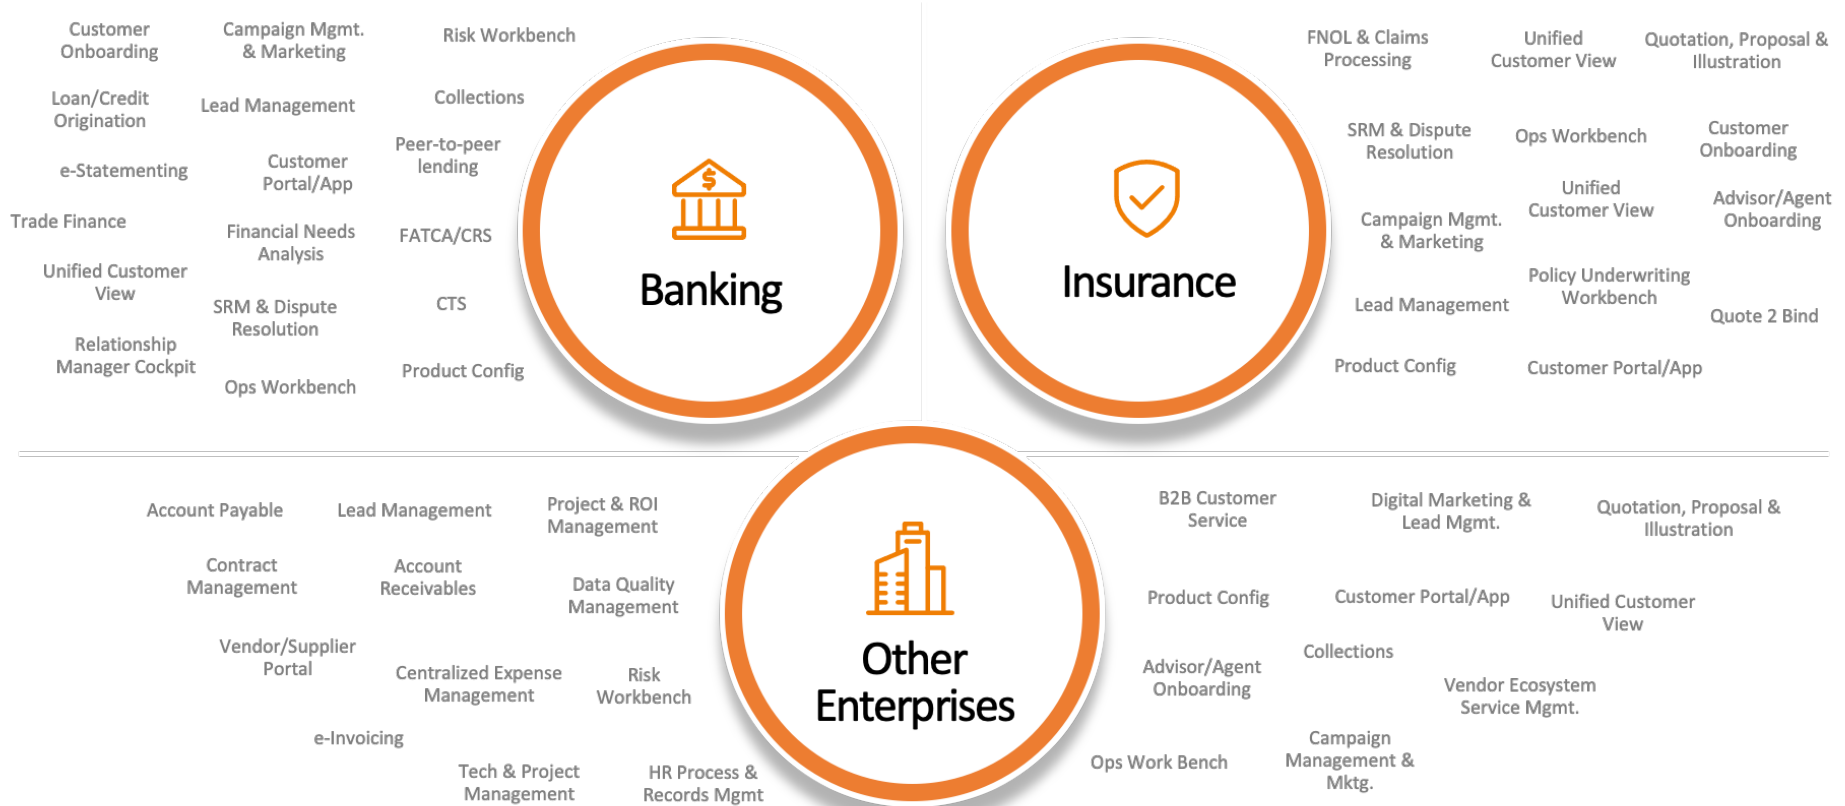 Customer
Onboarding
Campaign Mgmt.
& Marketing
Risk Workbench
Loan/Credit
Origination
Lead Management
Collections
e-Statementing
Customer
Portal/App
Peer-to-peer
lending
Trade Finance
Financial Needs
Analysis
FATCA/CRS
Unified Customer
View
SRM & Dispute
Resolution
CTS
Relationship
Manager Cockpit
Ops Workbench
Product Config
$
Banking
Insurance
FNOL & Claims
Processing
Unified
Customer View
Quotation, Proposal &
Illustration
SRM & Dispute
Resolution
Ops Workbench
Customer
Onboarding
Campaign Mgmt.
& Marketing
Unified
Customer View
Advisor/Agent
Onboarding
Lead Management
Policy Underwriting
Workbench
Quote 2 Bind
Product Config
Customer Portal/App
Account Payable
Lead Management
Project & ROI
Management
Contract
Management
Account
Receivables
Data Quality
Management
Vendor/Supplier
Portal
Centralized Expense
Management
Risk
Workbench
e-Invoicing
Tech & Project
Management
HR Process &
Records Mgmt
Other
Enterprises
B2B Customer
Service
Digital Marketing &
Lead Mgmt.
Quotation, Proposal &
Illustration
Product Config
Customer Portal/App
Unified Customer
View
Collections
Advisor/Agent
Onboarding
Vendor Ecosystem
Service Mgmt.
Ops Work Bench
Campaign
Management &
Mktg.